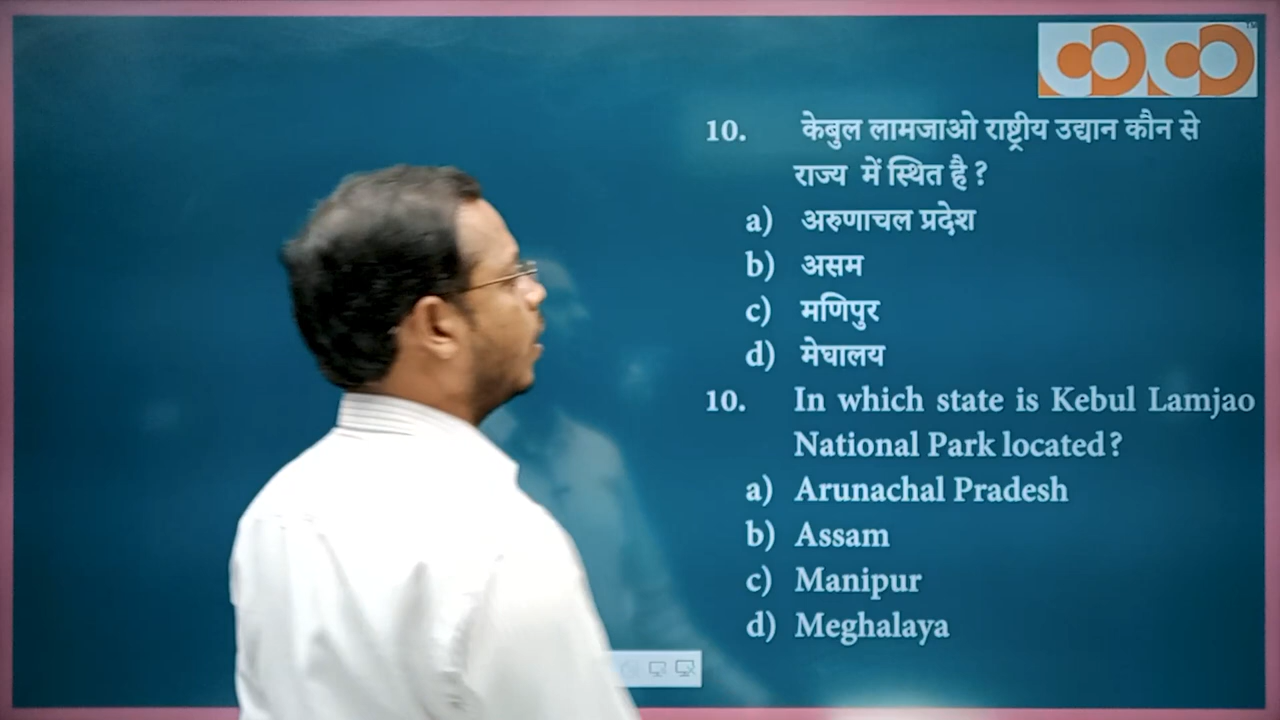 10. केबुल लामजाओ राष्ट्रीय उद्यान कौन से
राज्य में स्थित है ?
a) अरुणाचल प्रदेश
b) असम
c) मणिपुर
d) मेघालय
10. In which state is Kebul Lamjao
National Park located?
a) Arunachal Pradesh
b) Assam
c) Manipur
d) Meghalaya